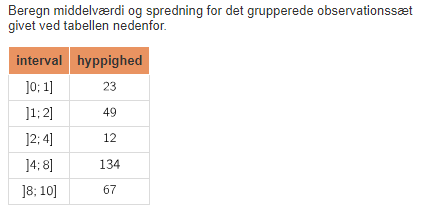 Beregn middelværdi og spredning for det grupperede observationssæt
givet ved tabellen nedenfor.
interval hyppighed
]0; 1] 23
]1; 2] 49
]2; 4] 12
]4; 8] 134
]8; 10] 67